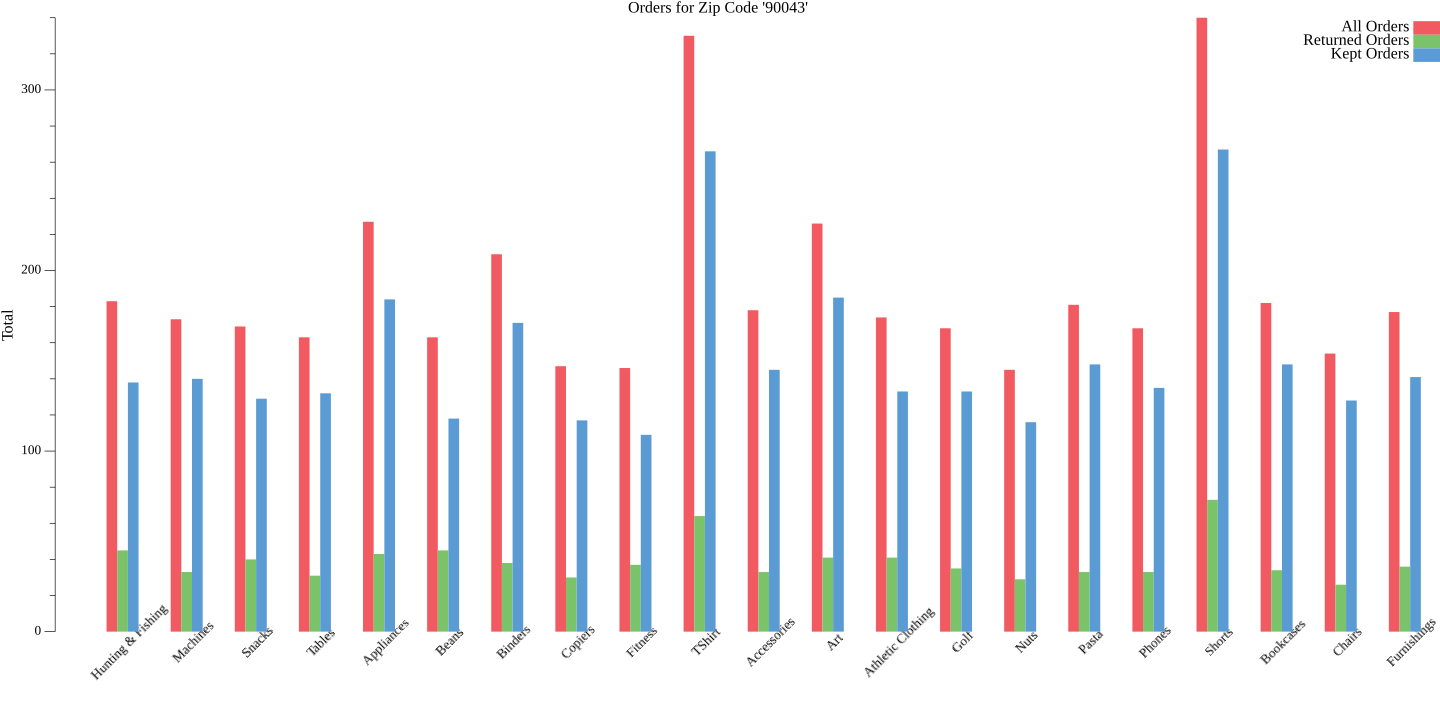 Orders for Zip Code '90043'
All Orders
Returned Orders
Kept Orders
Total
300
200
100
0
Hunting & Fishing
Machines
Snacks
Tables
Appliances
Beans
Binders
Copiers
Fitness
TShirt
Accessories
Art
Athletic Clothing
Golf
Nuts
Pasta
Phones
Shorts
Bookcases
Chairs
Furnishings